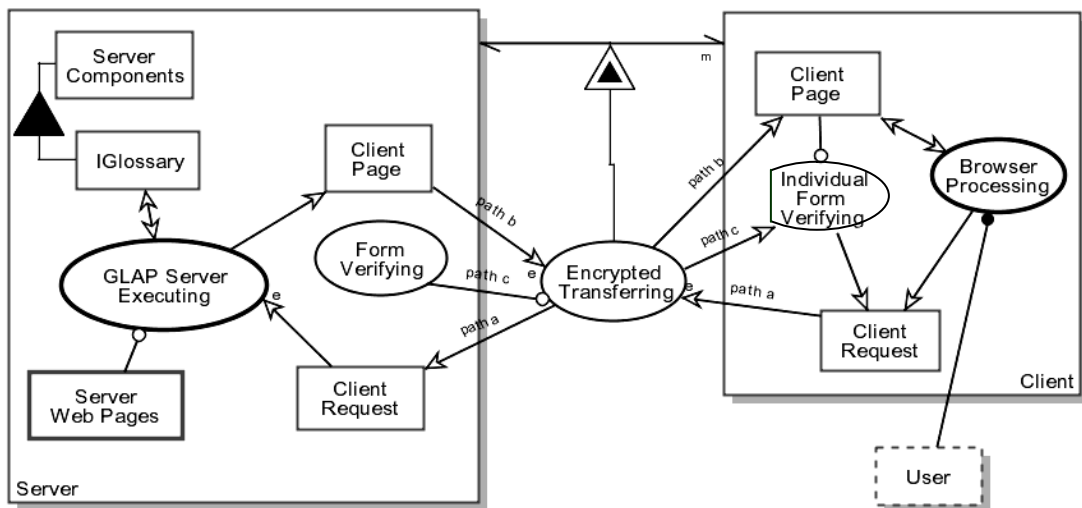 Server
Components
IGlossary
GLAP Server
Executing
e
Server
Web Pages
Client
Page
Form
Verifying
Client
Request
Server
path b
path c
path a
e
Encrypted
Transferring
e
m
path b
path c
path a
Client
Page
Individual
Form
Verifying
Browser
Processing
Client
Request
Client
User